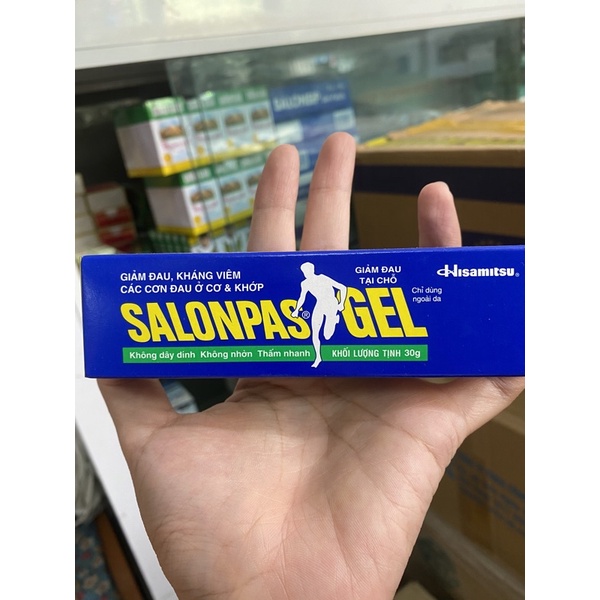 SALONSIP
GIẢM ĐAU, KHÁNG VIÊM
CÁC CƠN ĐAU Ở CƠ & KHỚP
GIẢM ĐAU
TẠI CHỖ
Hisamitsu®
Chỉ dùng
ngoài da
SALONPAS® GEL
Không dây dính Không nhờn Thấm nhanh
KHỐI LƯỢNG TỊNH 30g